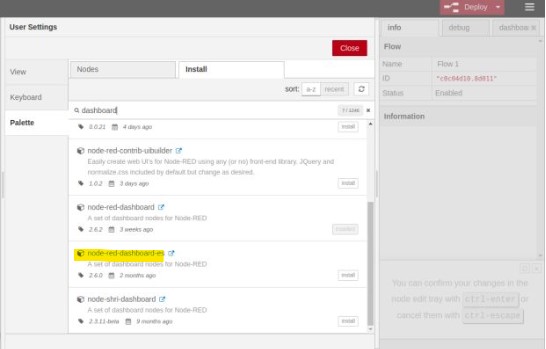 Deploy
User Settings
Close
info
debug
dashboar
Flow
Name
Flow 1
ID
"c8c04d10.8d811"
Status
Enabled
Information
View
Keyboard
Palette
Nodes
Install
sort:
a-z
recent
dashboard
0.0.21
4 days ago
install
node-red-contrib-uibuilder
Easily create web UI's for Node-RED using any (or no) front-end library. JQuery and
normalize.css included by default but change as desired.
1.0.2
3 days ago
install
node-red-dashboard
A set of dashboard nodes for Node-RED
2.6.2
3 weeks ago
node-red-dashboard-es
A set of dashboard nodes for Node-RED
2.6.0
2 months ago
install
node-shri-dashboard
A set of dashboard nodes for Node-RED
2.3.11-beta
9 months ago
install
You can confirm your changes in the
node edit tray with ctrl-enter or
cancel them with ctrl-escape